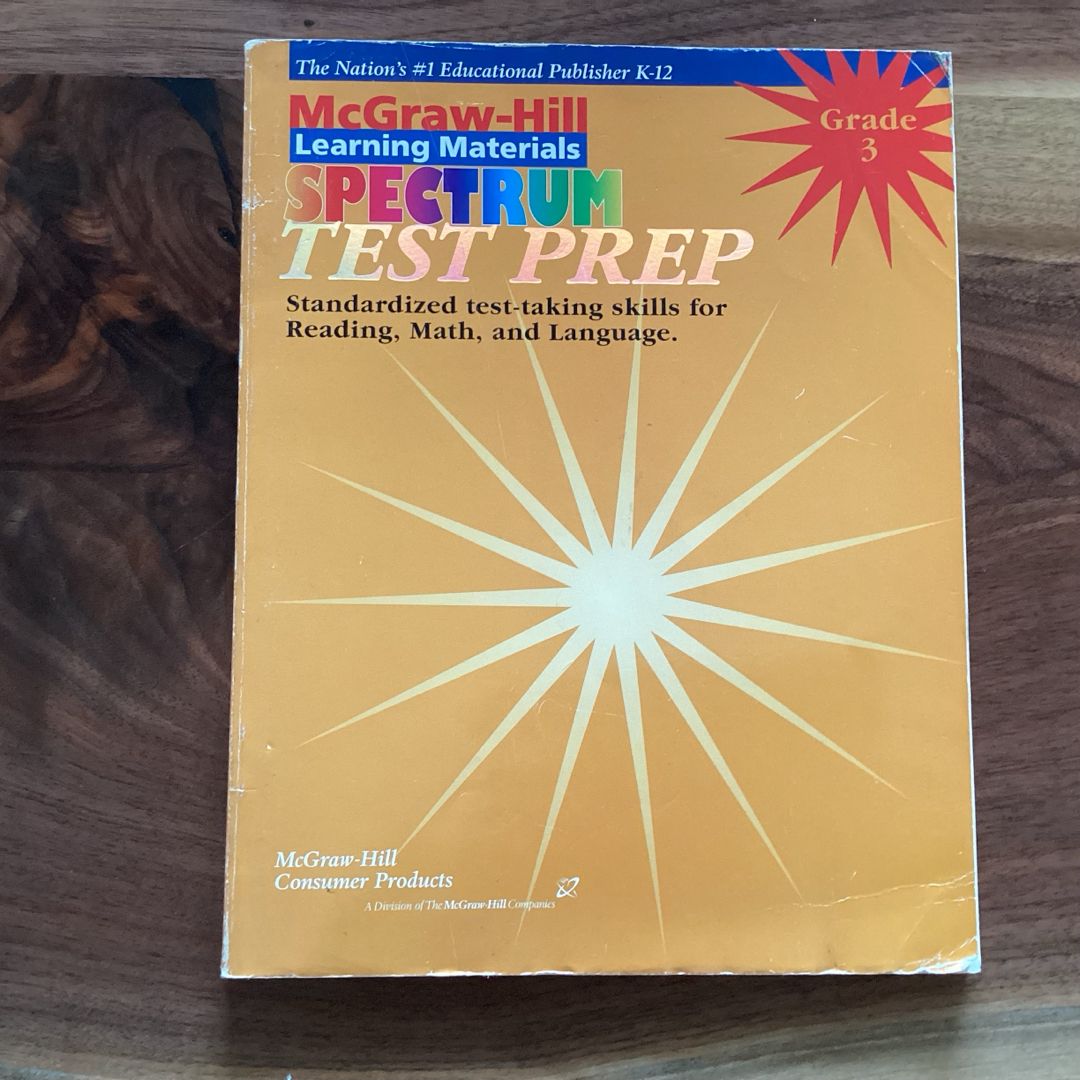 The Nation's #1 Educational Publisher K-12
McGraw-Hill
Learning Materials
SPECTRUM
TEST PREP
Grade
3
Standardized test-taking skills for
Reading, Math, and Language.
McGraw-Hill
Consumer Products
A Division of The McGraw-Hill Companies